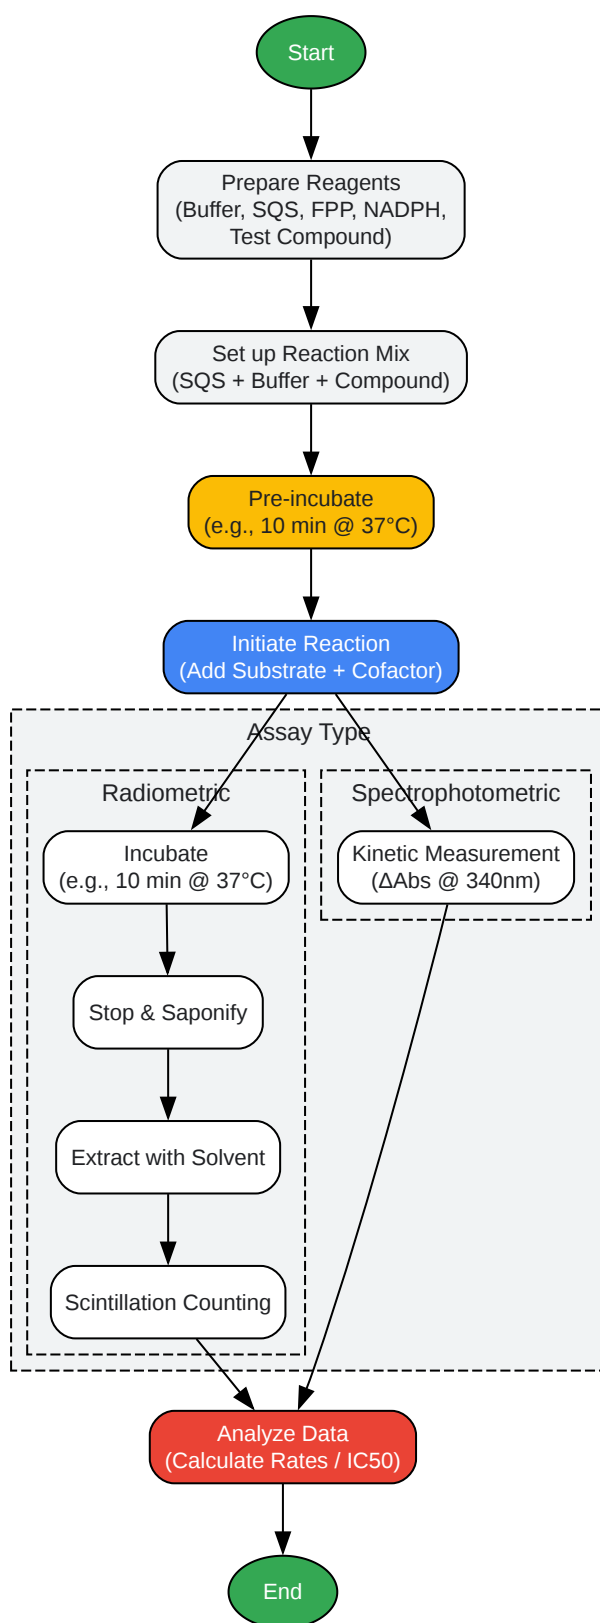 Start
Prepare Reagents
(Buffer, SQS, FPP, NADPH,
Test Compound)
Set up Reaction Mix
(SQS + Buffer + Compound)
Pre-incubate
(e.g., 10 min @ 37°C)
Initiate Reaction
(Add Substrate + Cofactor)
Assay Type
Radiometric
Incubate
(e.g., 10 min @ 37°C)
Stop & Saponify
Extract with Solvent
Scintillation Counting
Spectrophotometric
Kinetic Measurement
(ΔAbs @ 340nm)
Analyze Data
(Calculate Rates / IC50)
End